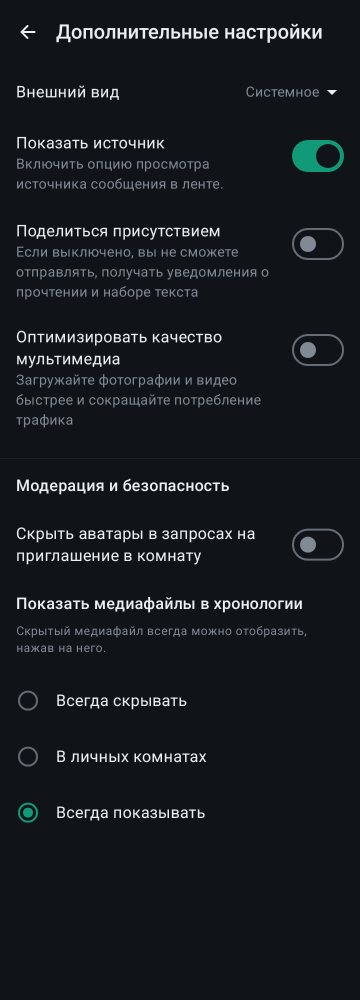 Дополнительные настройки
Внешний вид
Системное
Показать источник
Включить опцию просмотра
источника сообщения в ленте.
Поделиться присутствием
Если выключено, вы не сможете
отправлять, получать уведомления о
прочтении и наборе текста
Оптимизировать качество
мультимедиа
Загружайте фотографии и видео
быстрее и сокращайте потребление
трафика
Модерация и безопасность
Скрыть аватары в запросах на
приглашение в комнату
Показать медиафайлы в хронологии
Скрытый медиафайл всегда можно отобразить,
нажав на него.
Всегда скрывать
В личных комнатах
Всегда показывать